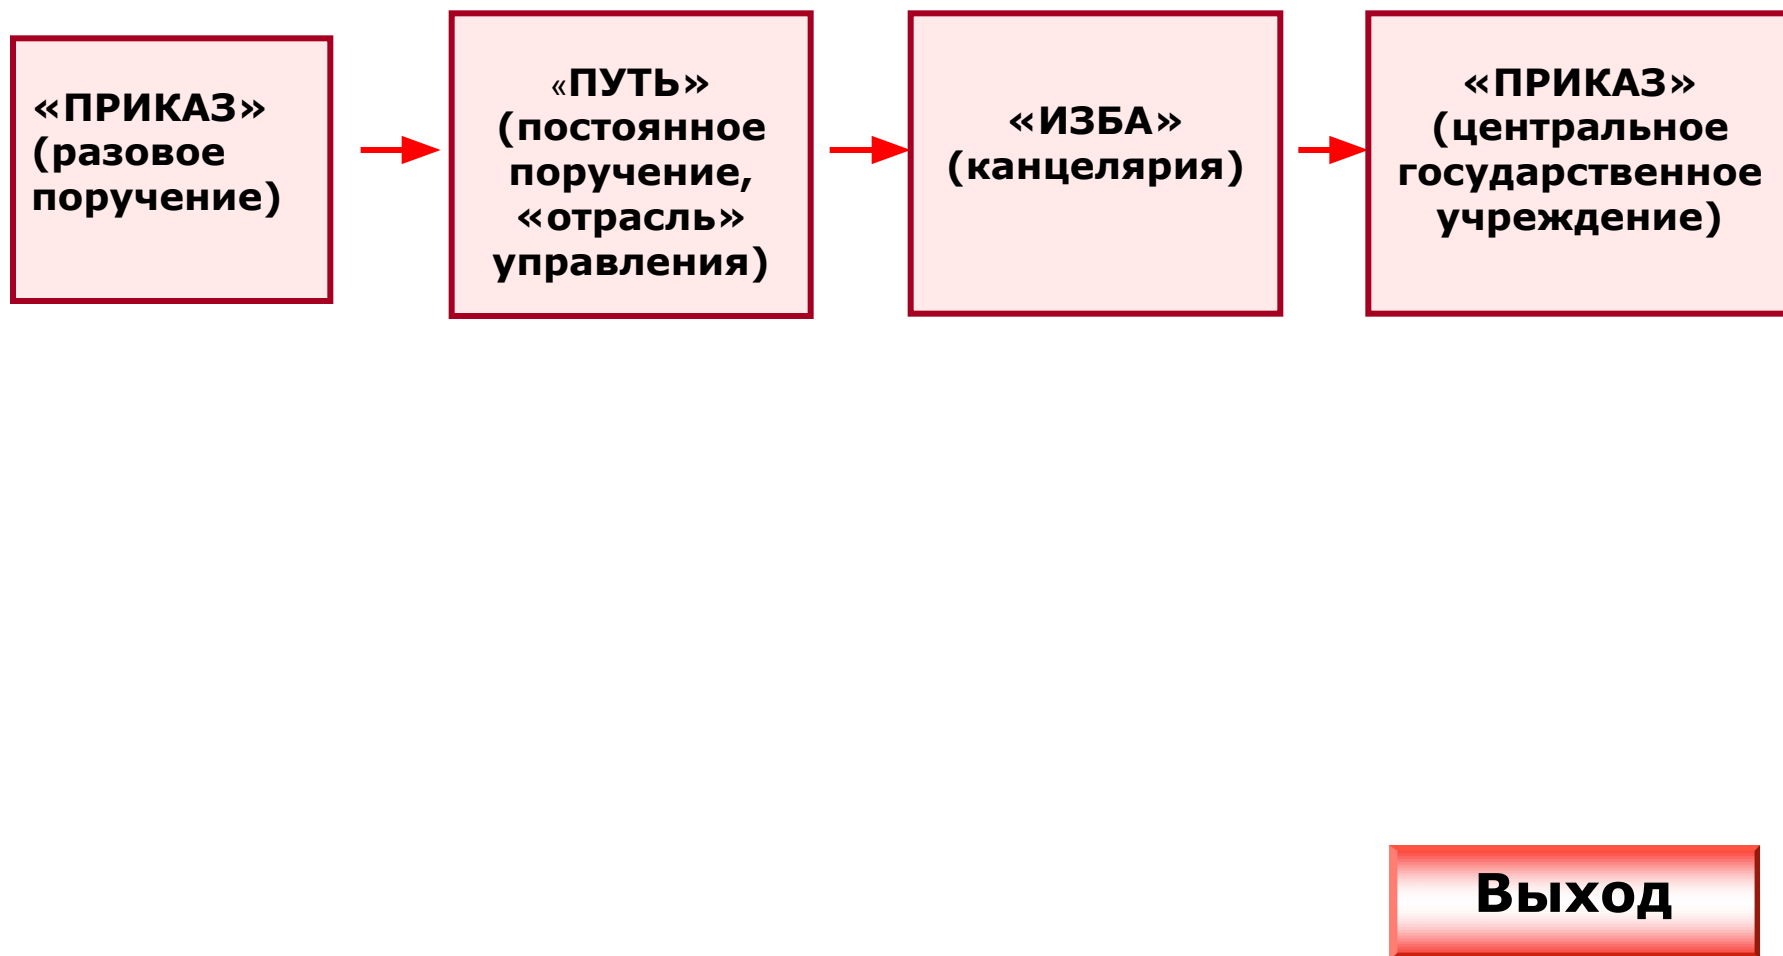 «ПРИКАЗ»
(разовое
поручение)
«ПУТЬ»
(постоянное
поручение,
«отрасль»
управления)
«ИЗБА»
(канцелярия)
«ПРИКАЗ»
(центральное
государственное
учреждение)
Выход